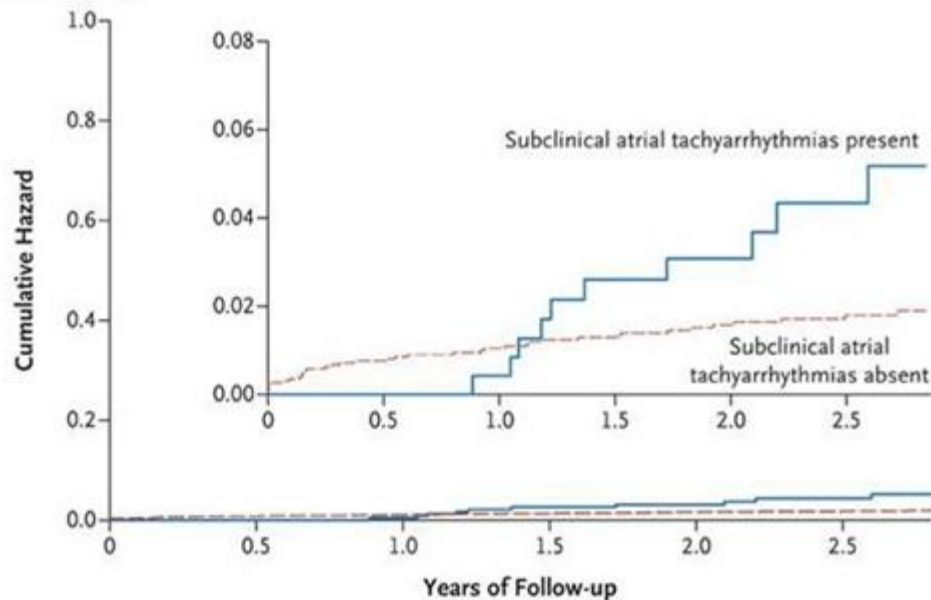 1.0
0.8
0.6
0.4
0.2
0.0
Cumulative Hazard
0.08
0.06
0.04
0.02
0.00
Subclinical atrial tachyarrhythmias present
Subclinical atrial
tachyarrhythmias absent
0 0.5 1.0 1.5 2.0 2.5
0 0.5 1.0 1.5 2.0 2.5
Years of Follow-up